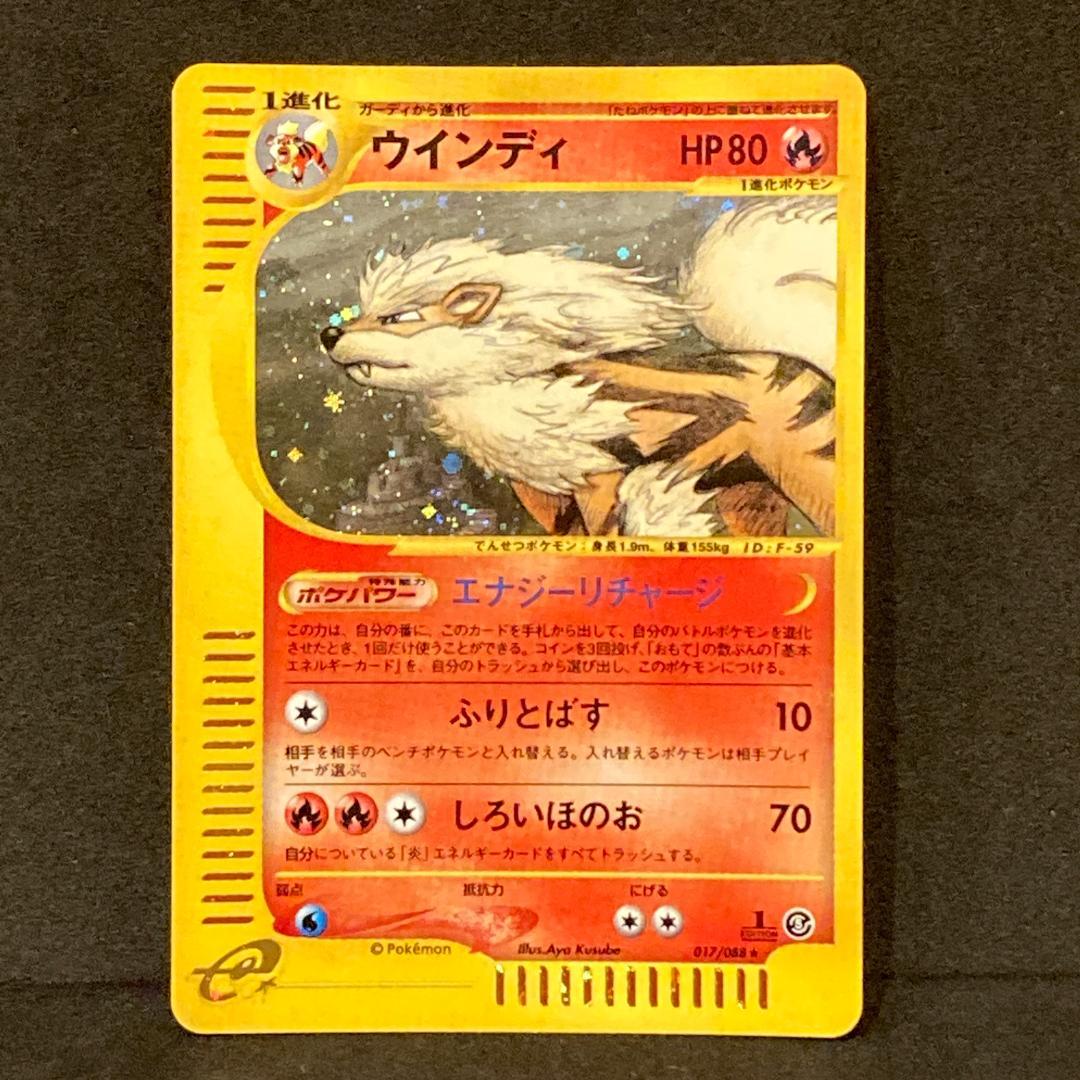 1進化 ガーディから進化 「たねポケモン」の上に重ねて進化させます
ウインディ HP80
1進化ポケモン
でんせつポケモン：身長1.9m、体重155kg ID:F-59
特殊能力
ポケパワー エナジーリチャージ
この力は、自分の番に、このカードを手札から出して、自分のバトルポケモンを進化
させたとき、1回だけ使うことができる。コインを3回投げ、「おもて」の数ぶんの「基本
エネルギーカード」を、自分のトラッシュから選び出し、このポケモンにつける。
ふりとばす 10
相手を相手のベンチポケモンと入れ替える。入れ替えるポケモンは相手プレイ
ヤーが選ぶ。
しろいほのお 70
自分についている「炎」エネルギーカードをすべてトラッシュする。
弱点 抵抗力 にげる
1 EDITION
© Pokémon Illus.Aya Kusube 017/088★
e